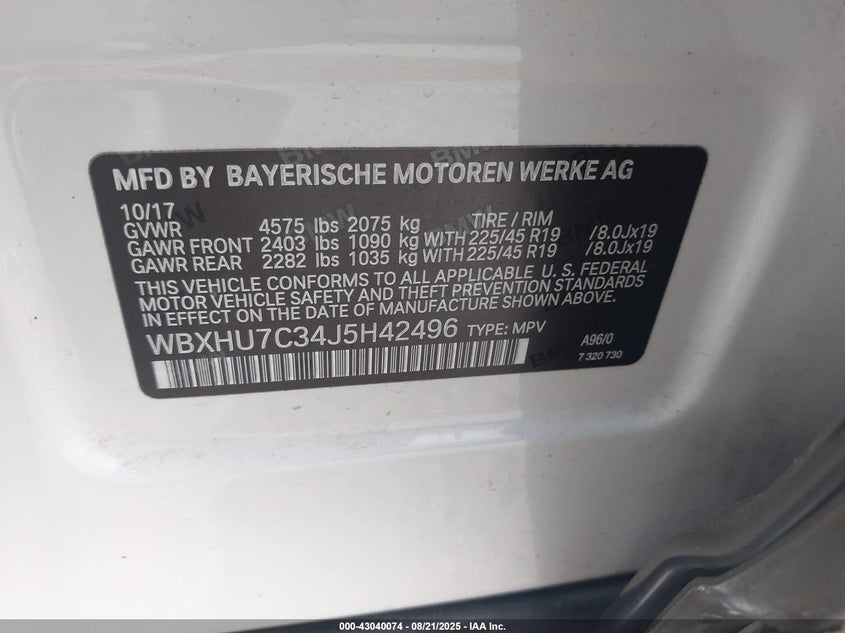 MFD BY BAYERISCHE MOTOREN WERKE AG
10/17
GVWR 4575 lbs 2075 kg TIRE / RIM
GAWR FRONT 2403 lbs 1090 kg WITH 225/45 R19 /8.0Jx19
GAWR REAR 2282 lbs 1035 kg WITH 225/45 R19 /8.0Jx19
THIS VEHICLE CONFORMS TO ALL APPLICABLE U. S. FEDERAL
MOTOR VEHICLE SAFETY AND THEFT PREVENTION STANDARDS
IN EFFECT ON THE DATE OF MANUFACTURE SHOWN ABOVE.
WBXHU7C34J5H42496 TYPE: MPV A96/0
7 320 730
000-43040074 - 08/21/2025 - IAA Inc.